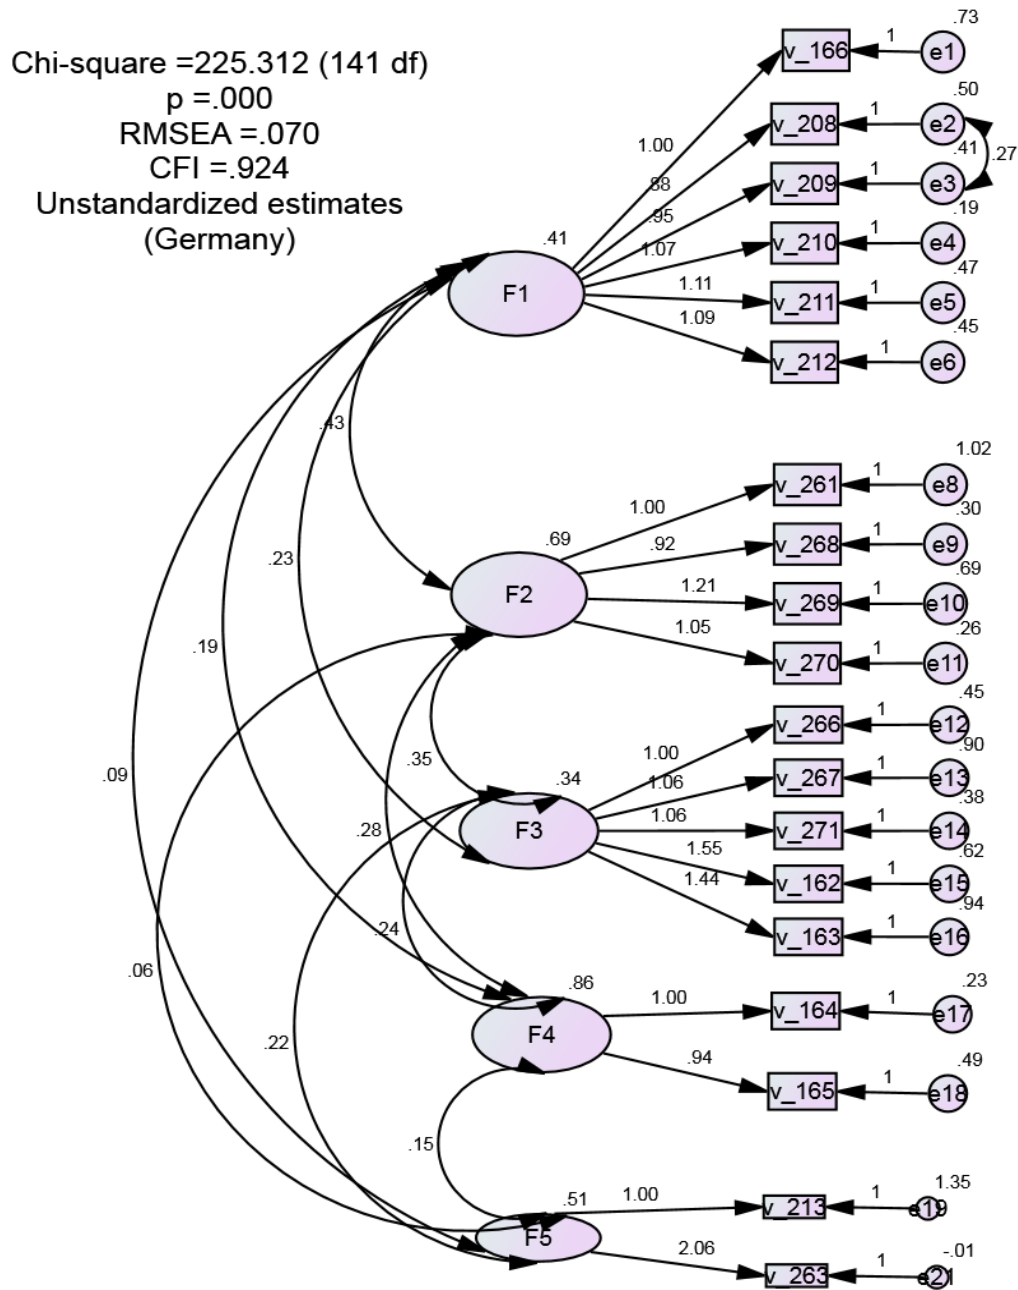 Chi-square =225.312 (141 df)
p =.000
RMSEA =.070
CFI =.924
Unstandardized estimates
(Germany)
.73
v_166 1 e1
.50
1.00 v_208 1 e2
.88 .41 .27
v_209 1 e3
.95 .19
.41 1.07 v_210 1 e4
.47
F1 1.11 v_211 1 e5
1.09 .45
v_212 1 e6
.43
1.02
v_261 1 e8
1.00 .30
.69 .92 v_268 1 e9
.23 .69
F2 1.21 v_269 1 e10
1.05 .26
.19 v_270 1 e11
.45
v_266 1 e12
.35 1.00 .90
.09 .34 1.06 v_267 1 e13
.38
.28 F3 1.06 v_271 1 e14
1.55 .62
1.44 v_162 1 e15
.94
.24 v_163 1 e16
.06 .86 .23
1.00 v_164 1 e17
.22 F4
.94 .49
v_165 1 e18
.15
1.35
.51 1.00 v_213 1 e19
F5
2.06 -.01
v_263 1 e21